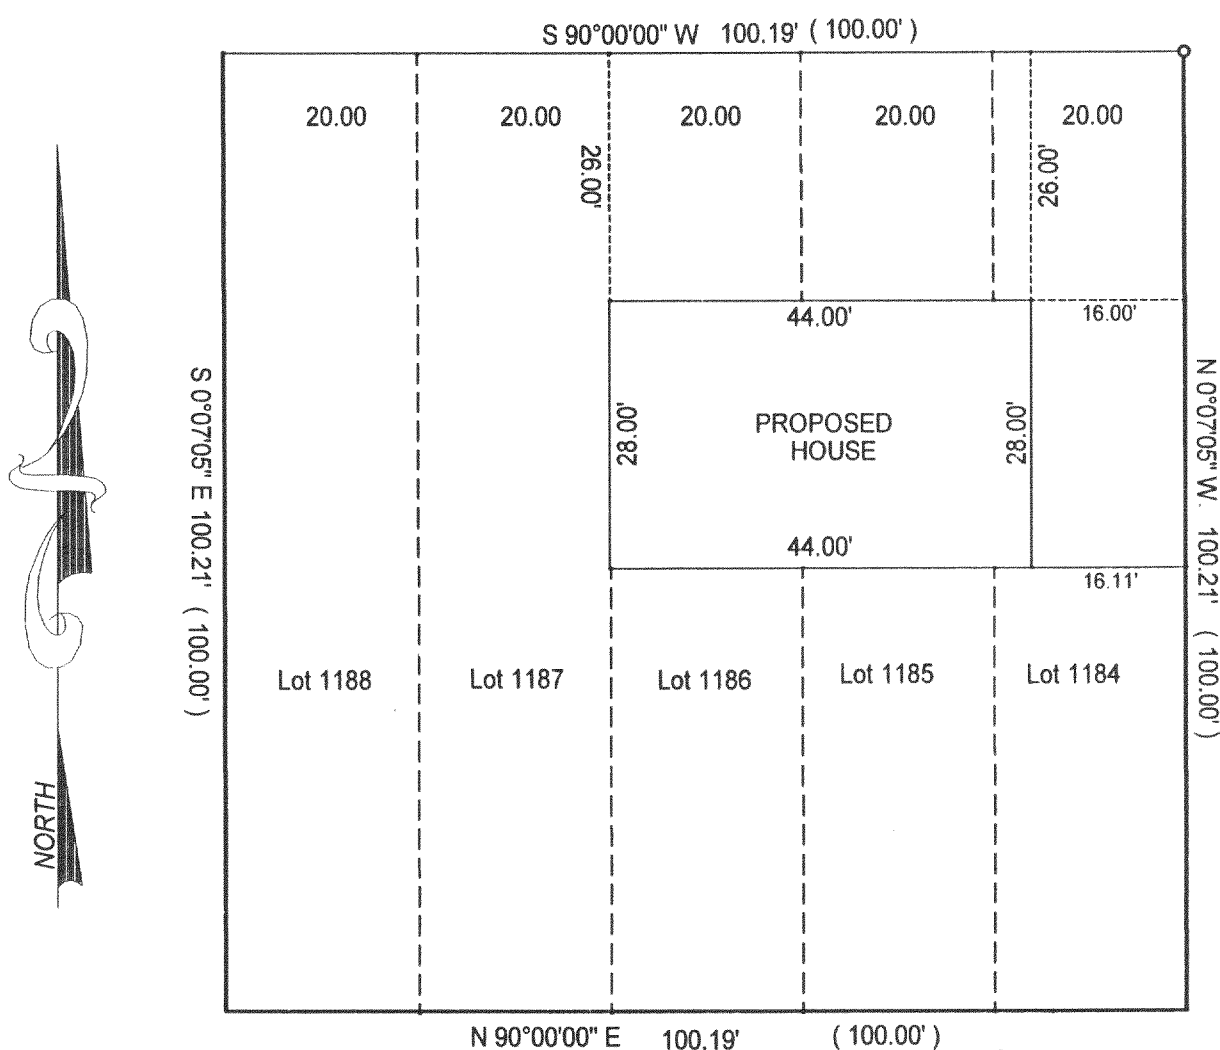 S 90°00'00" W 100.19' ( 100.00' )
20.00 20.00 20.00 20.00 20.00
26.00' 26.00'
44.00' 16.00'
S 0°07'05" E 100.21' ( 100.00' )
N 0°07'05" W. 100.21' ( 100.00' )
28.00' PROPOSED 28.00'
HOUSE
44.00' 16.11'
Lot 1188 Lot 1187 Lot 1186 Lot 1185 Lot 1184
NORTH
N 90°00'00" E 100.19' ( 100.00' )